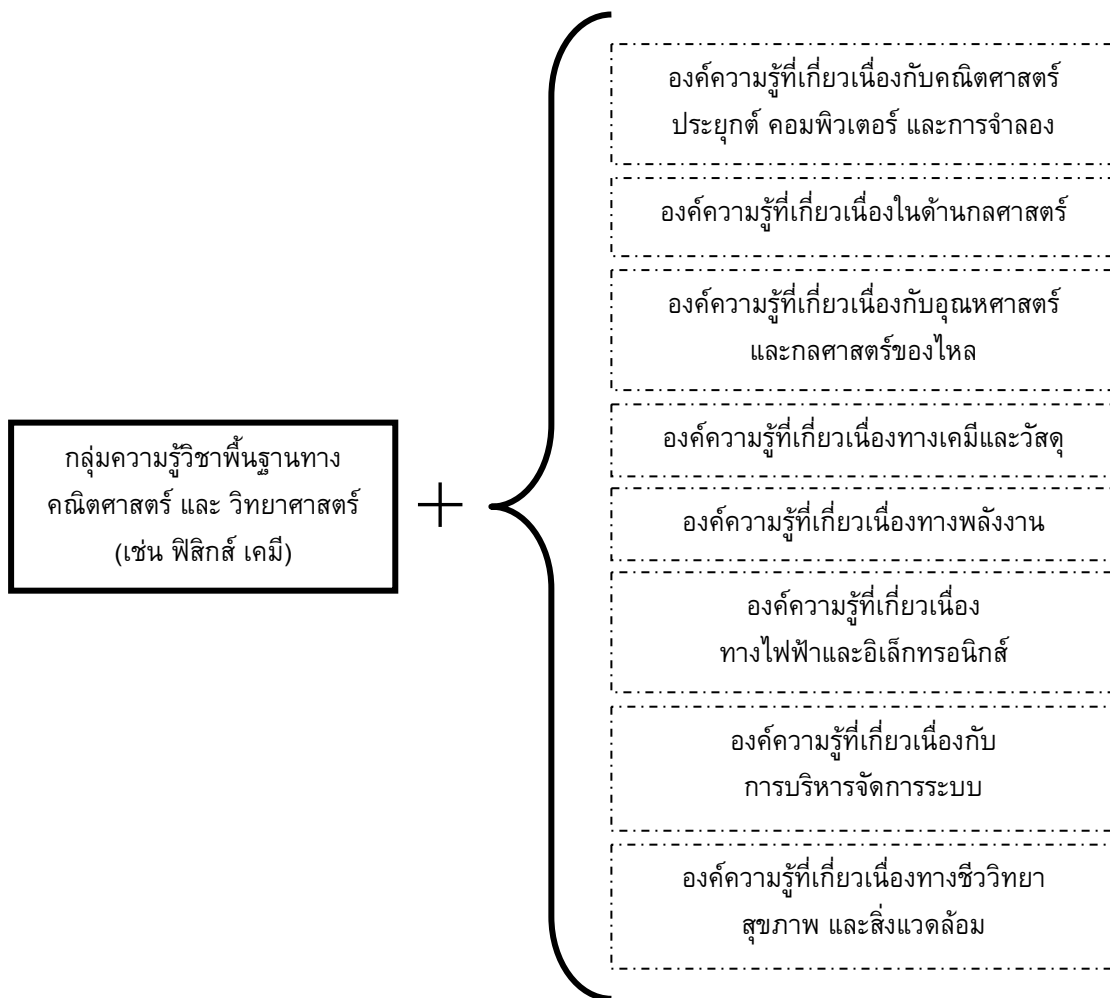 องค์ความรู้ที่เกี่ยวเนื่องกับคณิตศาสตร์
ประยุกต์ คอมพิวเตอร์ และการจำลอง
องค์ความรู้ที่เกี่ยวเนื่องในด้านกลศาสตร์
องค์ความรู้ที่เกี่ยวเนื่องกับอุณหศาสตร์
และกลศาสตร์ของไหล
กลุ่มความรู้วิชาพื้นฐานทาง
คณิตศาสตร์ และ วิทยาศาสตร์
(เช่น ฟิสิกส์ เคมี)
+
องค์ความรู้ที่เกี่ยวเนื่องทางเคมีและวัสดุ
องค์ความรู้ที่เกี่ยวเนื่องทางพลังงาน
องค์ความรู้ที่เกี่ยวเนื่อง
ทางไฟฟ้าและอิเล็กทรอนิกส์
องค์ความรู้ที่เกี่ยวเนื่องกับ
การบริหารจัดการระบบ
องค์ความรู้ที่เกี่ยวเนื่องทางชีววิทยา
สุขภาพ และสิ่งแวดล้อม